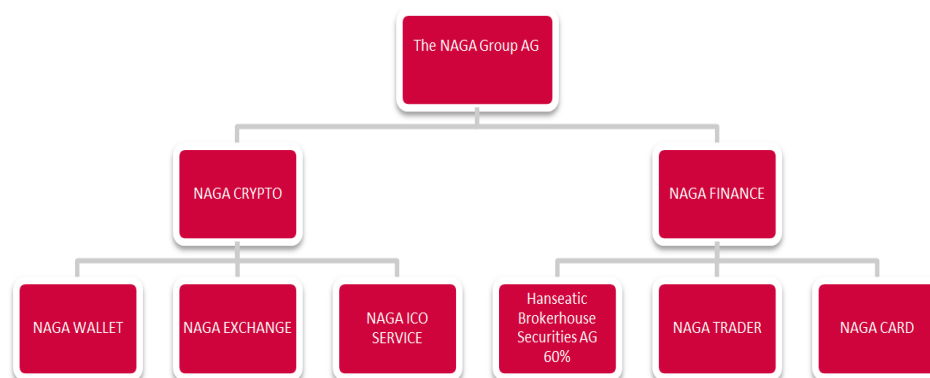 The NAGA Group AG
NAGA CRYPTO
NAGA FINANCE
NAGA WALLET
NAGA EXCHANGE
NAGA ICO
SERVICE
Hanseatic
Brokerhouse
Securities AG
60%
NAGA TRADER
NAGA CARD